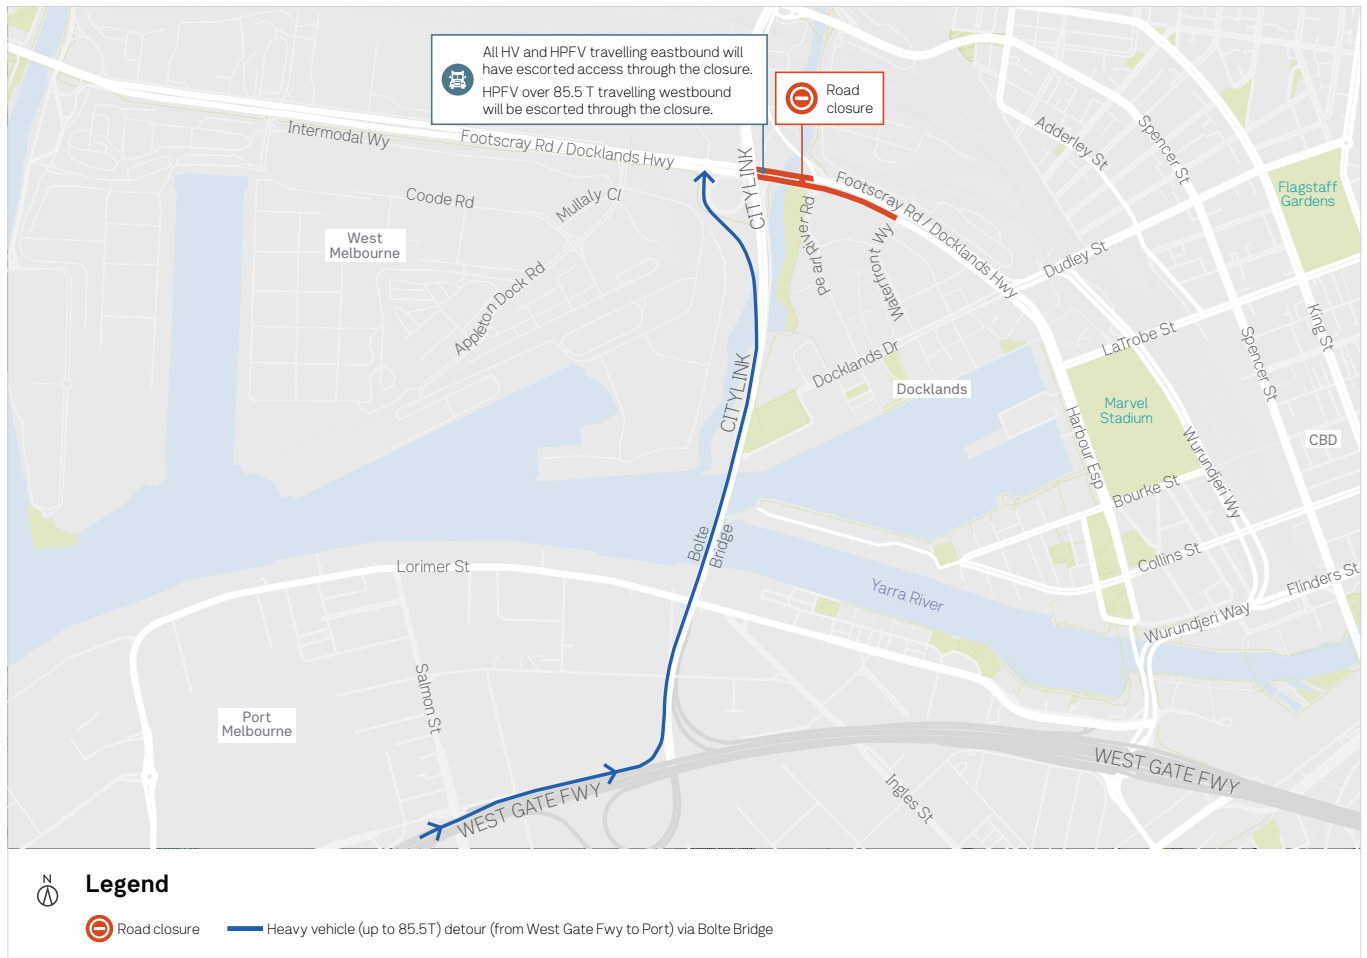 All HV and HPFV travelling eastbound will
have escorted access through the closure.
HPFV over 85.5 T travelling westbound
will be escorted through the closure.
Road
closure
Intermodal Wy
Footscray Rd / Docklands Hwy
CITYLINK
Footscray Rd / Docklands Hwy
Adderley St
Spencer St
Flagstaff
Gardens
Coode Rd
Mullaly Cl
West
Melbourne
Pearl River Rd
Waterfront Wy
Dudley St
Appleton Dock Rd
LaTrobe St
King St
Spencer St
CITYLINK
Docklands Dr
Docklands
Marvel
Stadium
Harbour Esp
Wurundjeri Wy
CBD
Bourke St
Bolte
Bridge
Collins St
Lorimer St
Yarra River
Flinders St
Wurundjeri Way
Salmon St
Port
Melbourne
WEST GATE FWY
WEST GATE FWY
Ingles St
N
Legend
Road closure
Heavy vehicle (up to 85.5T) detour (from West Gate Fwy to Port) via Bolte Bridge